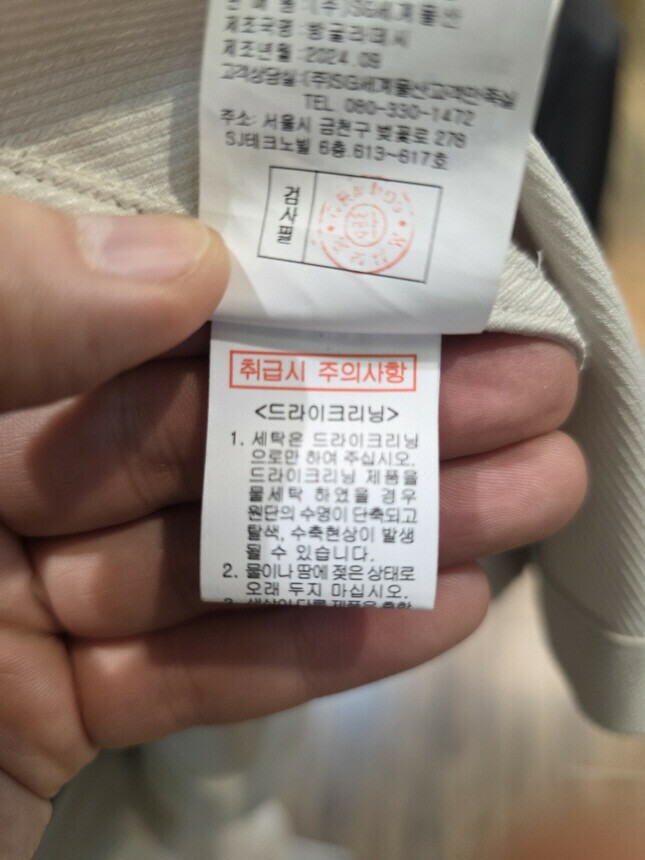 (주)SG세계물산
제조국명 : 방글라데시
제조년월 : 2024. 09
고객상담실 : (주)SG세계물산고객만족실
TEL 080-330-1472
주소: 서울시 금천구 벚꽃로 278
SJ테크노빌 6층.613~617호
검사필
취급시 주의사항
<드라이크리닝>
1. 세탁은 드라이크리닝
으로만 하여 주십시오.
드라이크리닝 제품을
물세탁 하였을 경우
원단의 수명이 단축되고
탈색, 수축현상이 발생
될 수 있습니다.
2. 물이나 땀에 젖은 상태로
오래 두지 마십시오.